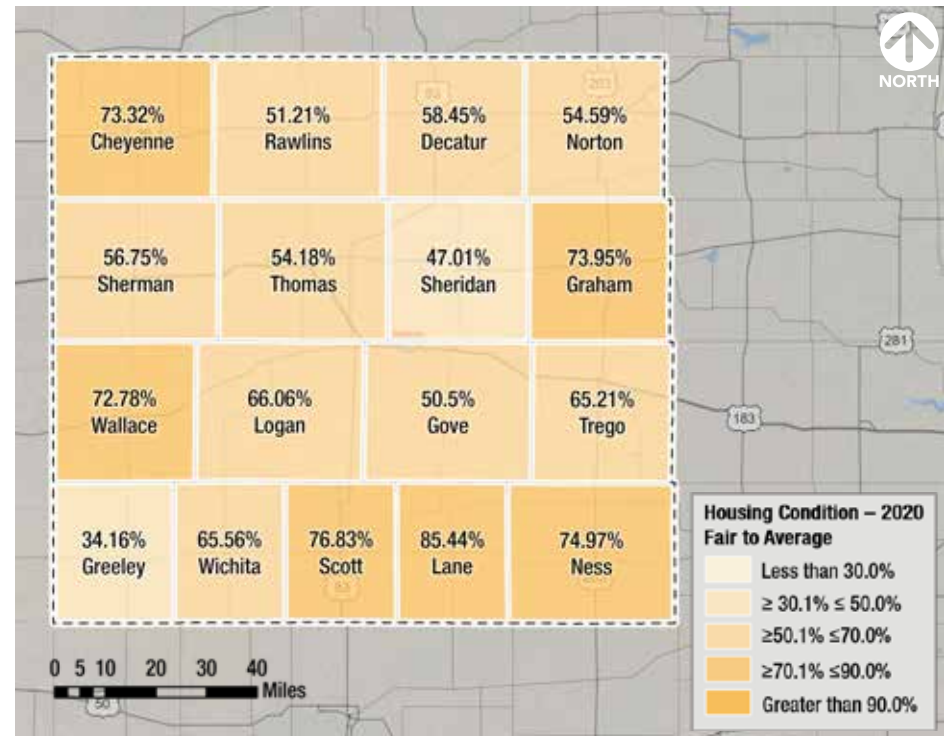 NORTH
73.32%
Cheyenne
51.21%
Rawlins
58.45%
Decatur
54.59%
Norton
56.75%
Sherman
54.18%
Thomas
47.01%
Sheridan
73.95%
Graham
281
72.78%
Wallace
66.06%
Logan
50.5%
Gove
65.21%
Trego
183
34.16%
Greeley
65.56%
Wichita
76.83%
Scott
85.44%
Lane
74.97%
Ness
Housing Condition – 2020
Fair to Average
Less than 30.0%
≥ 30.1% ≤ 50.0%
≥50.1% ≤70.0%
≥70.1% ≤90.0%
Greater than 90.0%
0 5 10 20 30 40
Miles
50